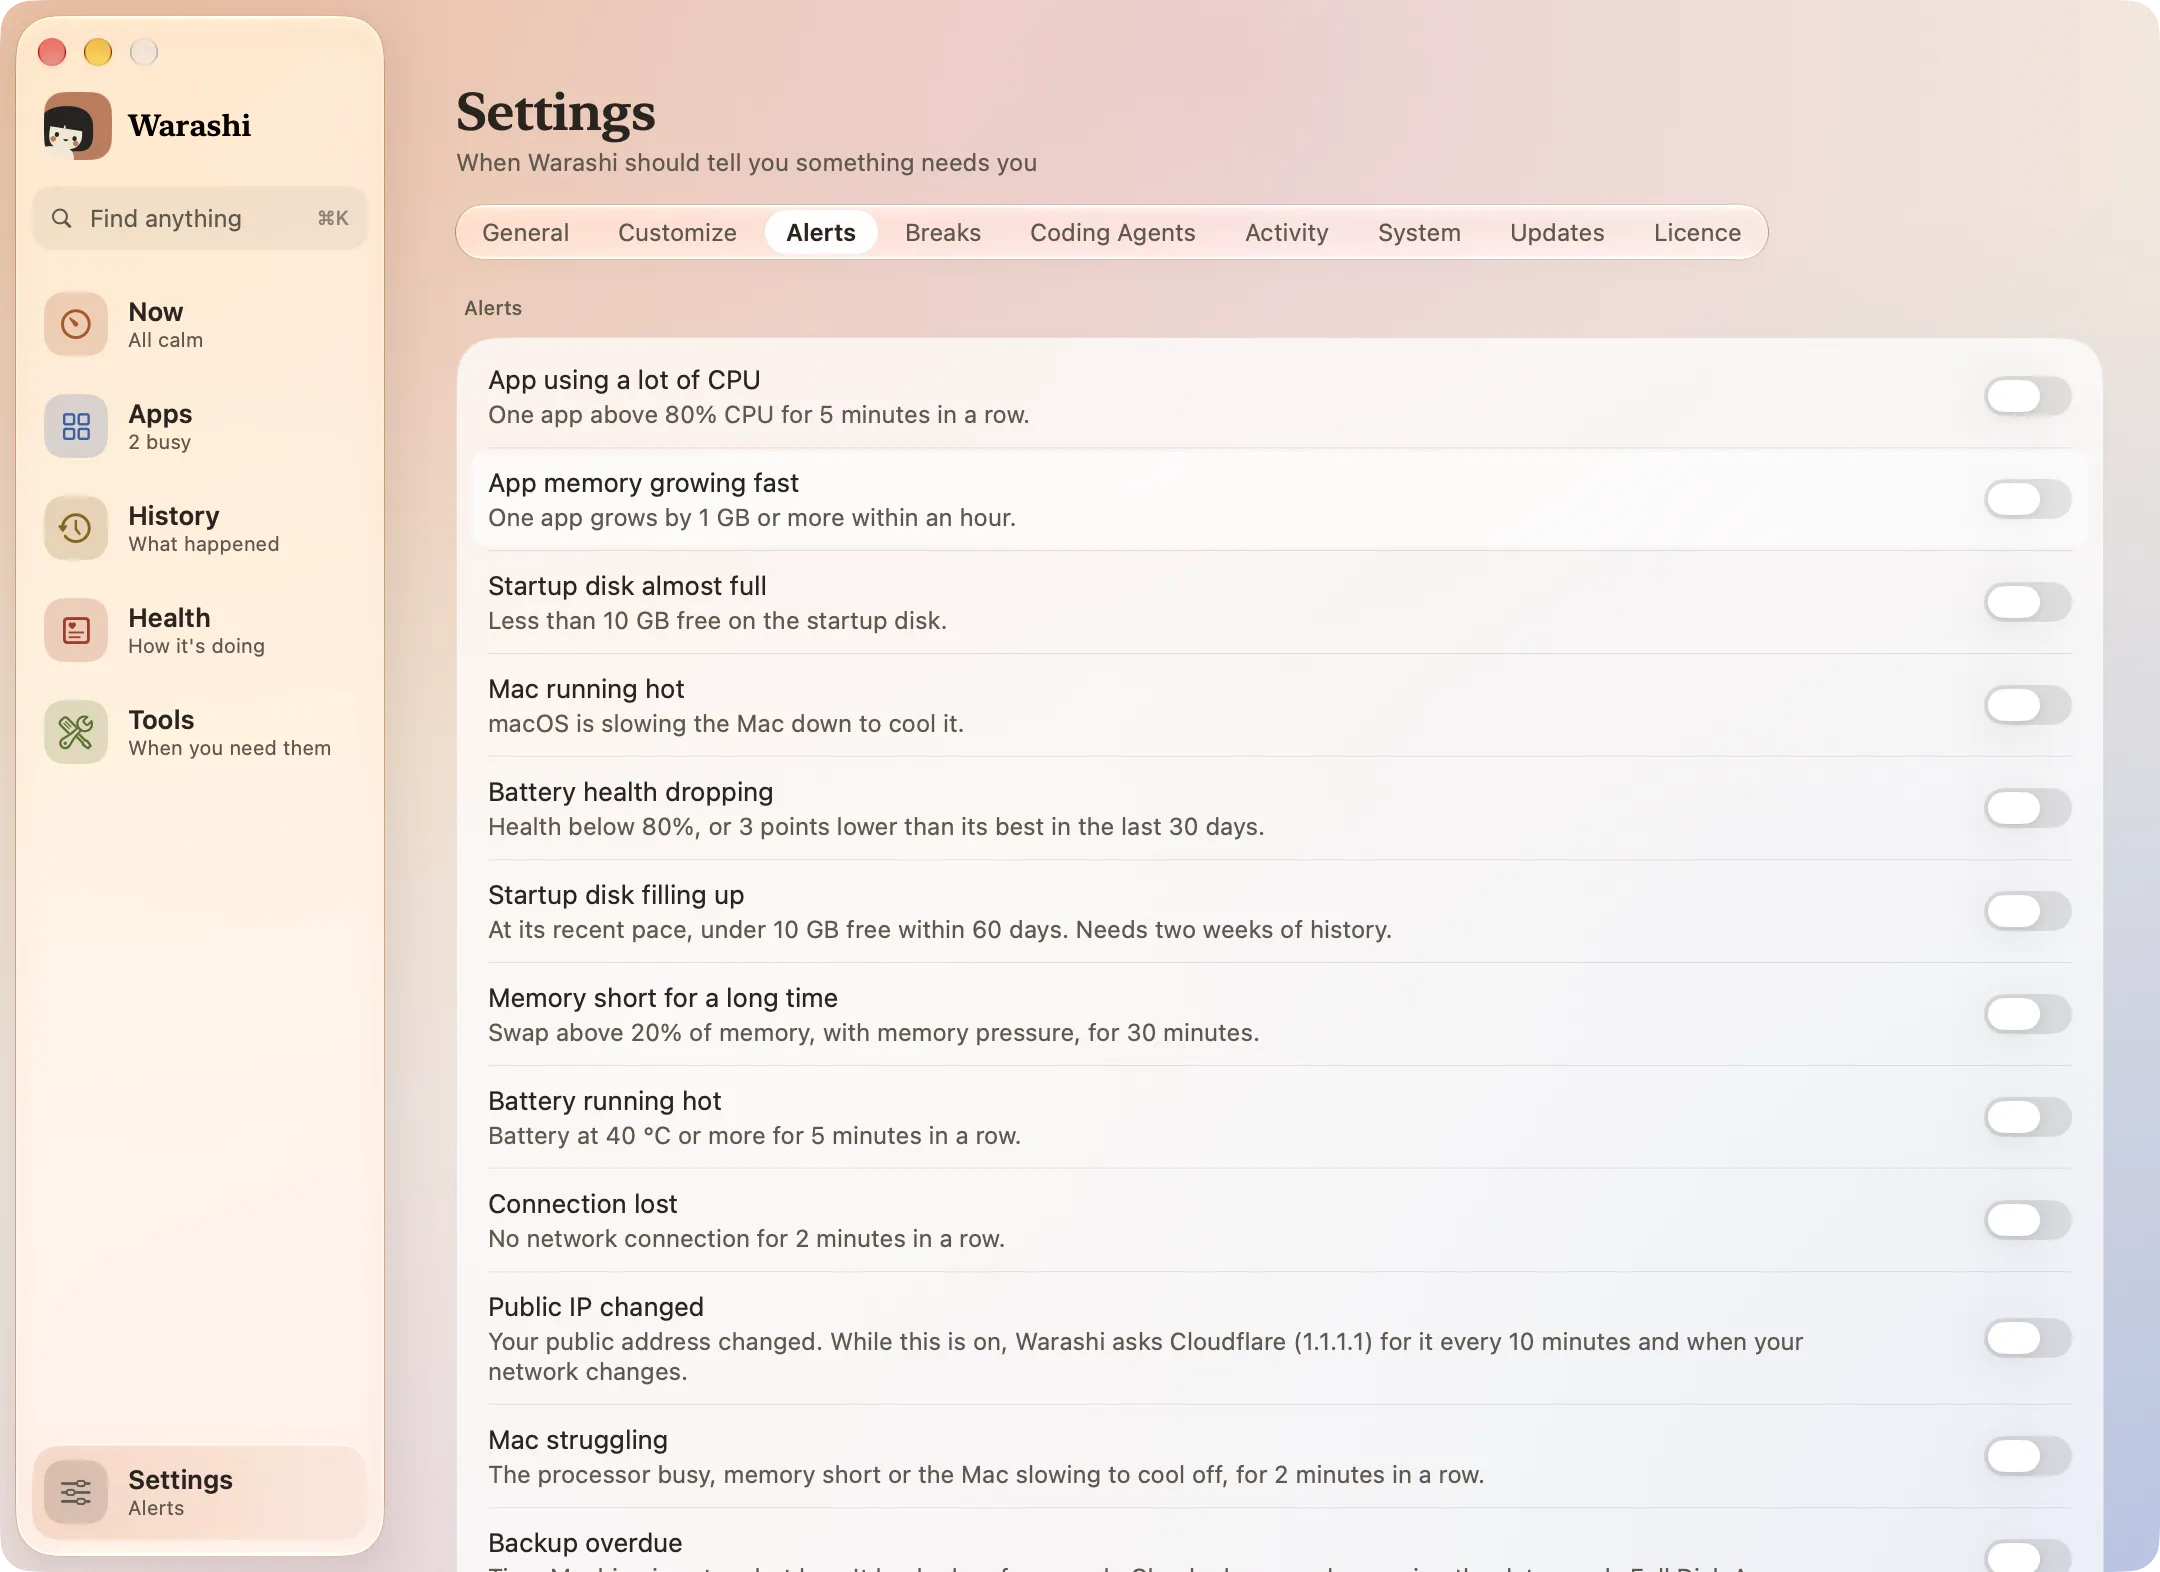 Warashi
Find anything ⌘K
Now
All calm
Apps
2 busy
History
What happened
Health
How it's doing
Tools
When you need them
Settings
Alerts
Settings
When Warashi should tell you something needs you
General Customize Alerts Breaks Coding Agents Activity System Updates Licence
Alerts
App using a lot of CPU
One app above 80% CPU for 5 minutes in a row.
App memory growing fast
One app grows by 1 GB or more within an hour.
Startup disk almost full
Less than 10 GB free on the startup disk.
Mac running hot
macOS is slowing the Mac down to cool it.
Battery health dropping
Health below 80%, or 3 points lower than its best in the last 30 days.
Startup disk filling up
At its recent pace, under 10 GB free within 60 days. Needs two weeks of history.
Memory short for a long time
Swap above 20% of memory, with memory pressure, for 30 minutes.
Battery running hot
Battery at 40 °C or more for 5 minutes in a row.
Connection lost
No network connection for 2 minutes in a row.
Public IP changed
Your public address changed. While this is on, Warashi asks Cloudflare (1.1.1.1) for it every 10 minutes and when your
network changes.
Mac struggling
The processor busy, memory short or the Mac slowing to cool off, for 2 minutes in a row.
Backup overdue